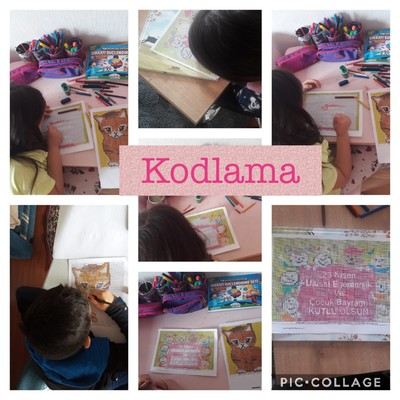 Kodlama
23 Nisan
Ulusal Egemenlik
Ve
Çocuk Bayramı
KUTLU OLSUN
PIC•COLLAGE